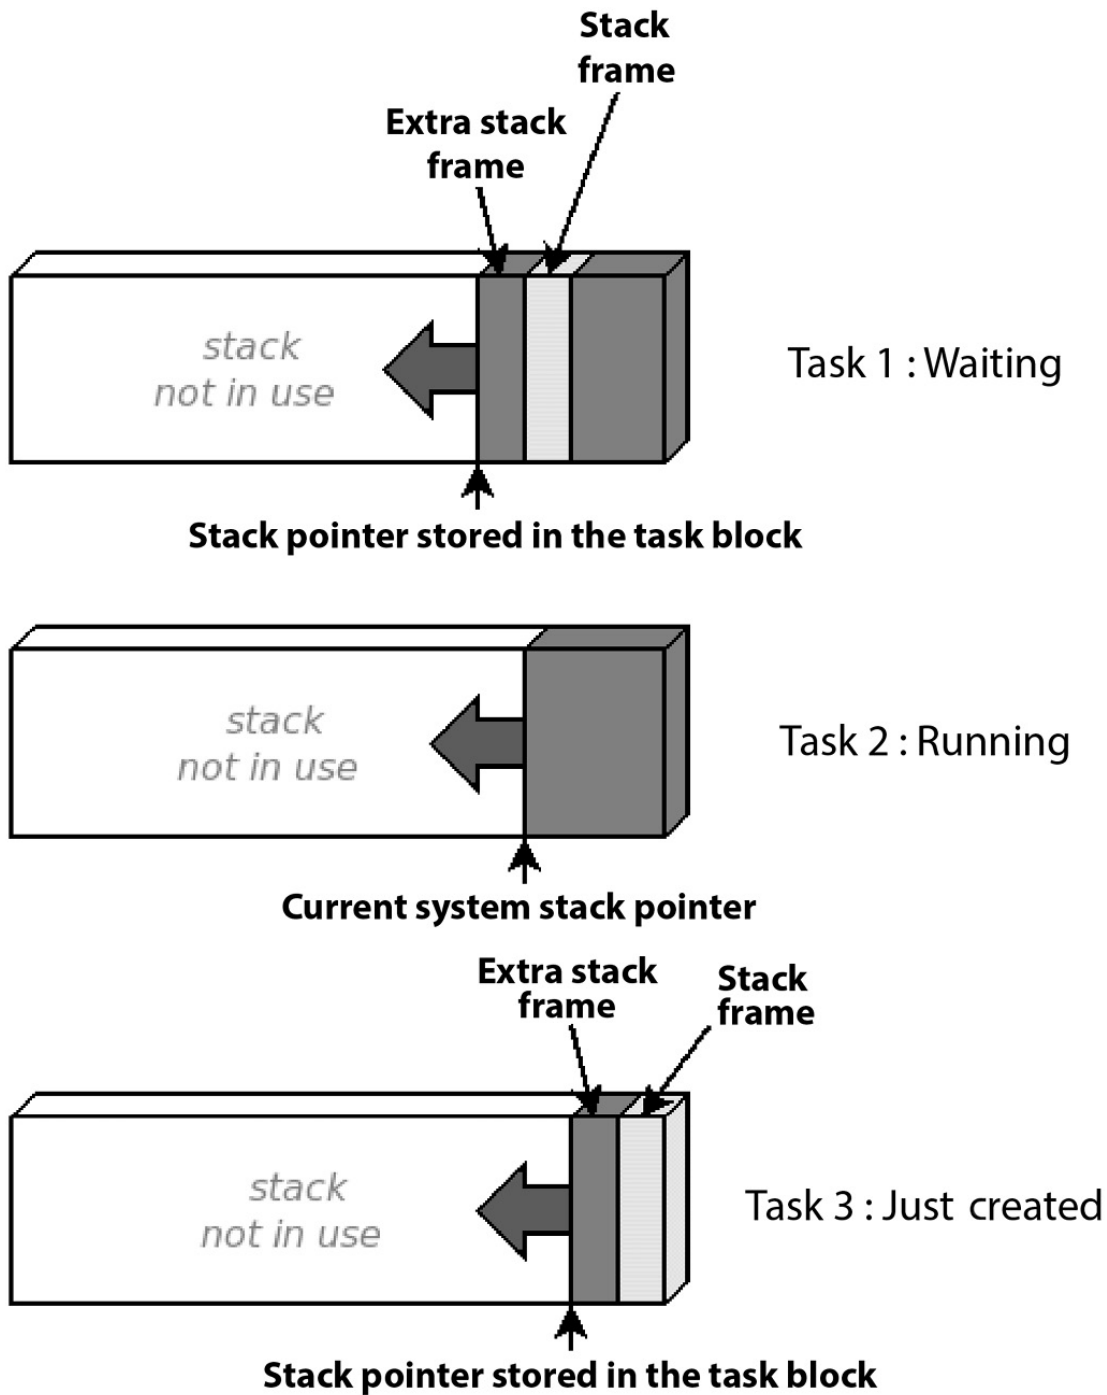 Stack
frame
Extra stack
frame
stack
not in use
Task 1 : Waiting
Stack pointer stored in the task block
stack
not in use
Task 2 : Running
Current system stack pointer
Extra stack
frame
Stack
frame
stack
not in use
Task 3 : Just created
Stack pointer stored in the task block